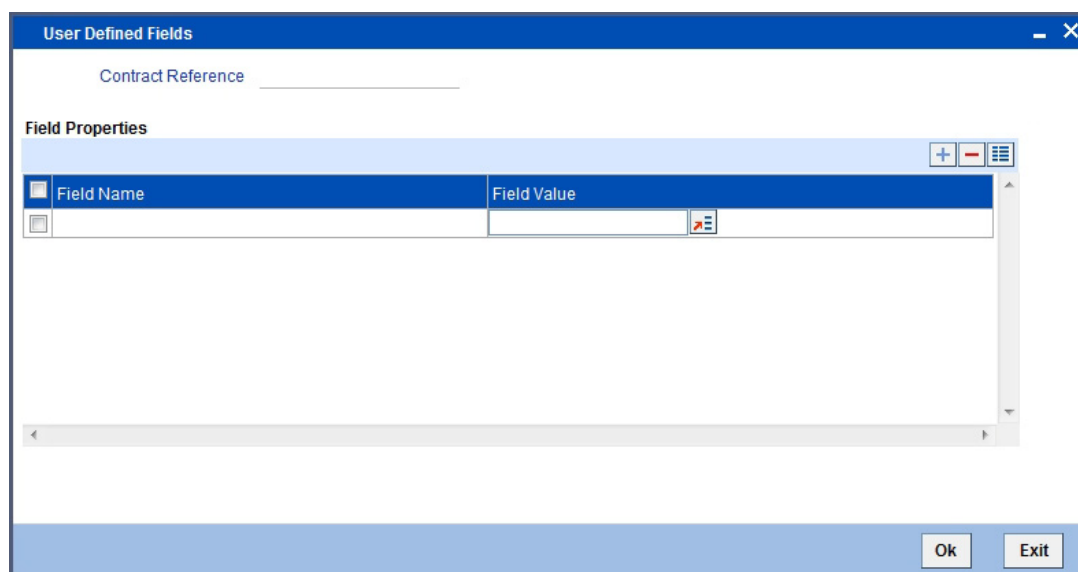 User Defined Fields
Contract Reference
Field Properties
Field Name Field Value
Ok Exit